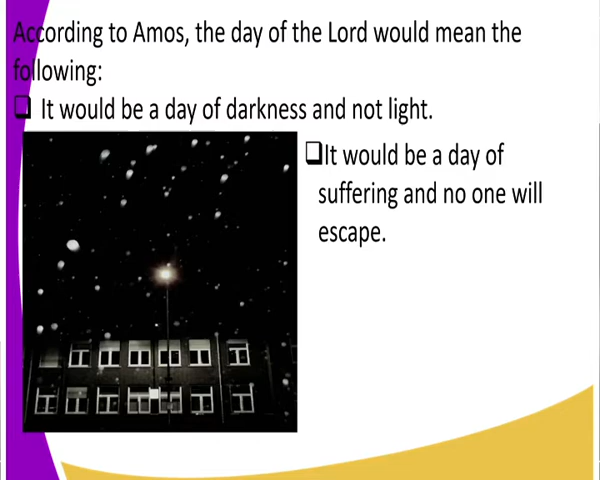 According to Amos, the day of the Lord would mean the
following:
❑ It would be a day of darkness and not light.
❑It would be a day of
suffering and no one will
escape.